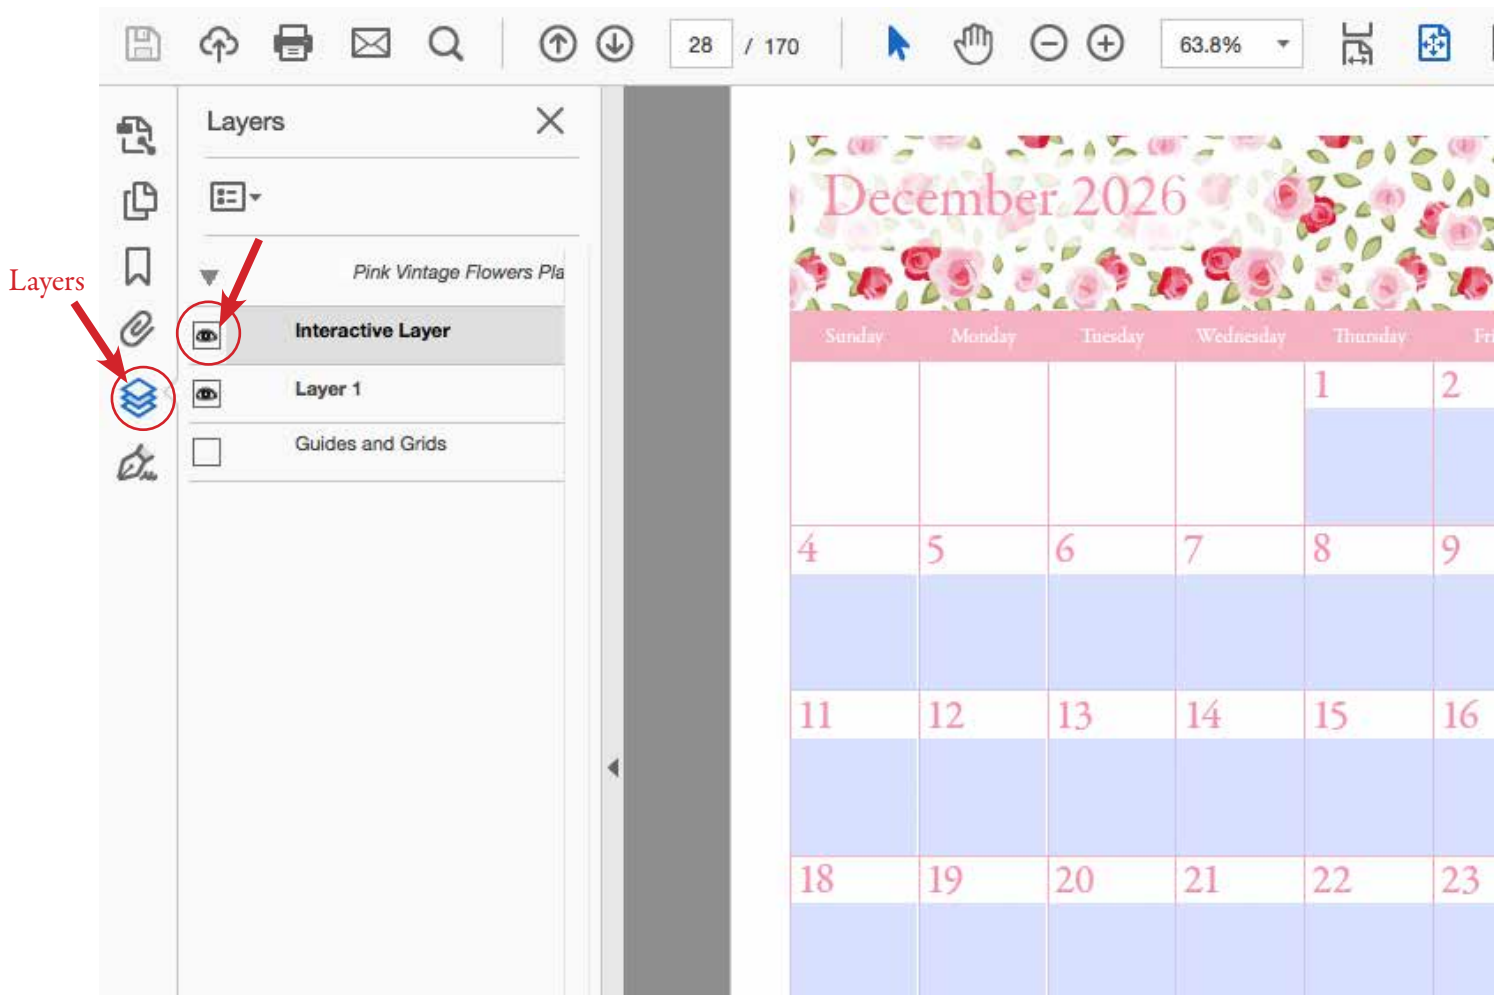 28 / 170
63.8%
Layers
Pink Vintage Flowers Pla
Layers
Interactive Layer
Layer 1
Guides and Grids
December 2026
Sunday Monday Tuesday Wednesday Thursday Fri
1 2
4 5 6 7 8 9
11 12 13 14 15 16
18 19 20 21 22 23